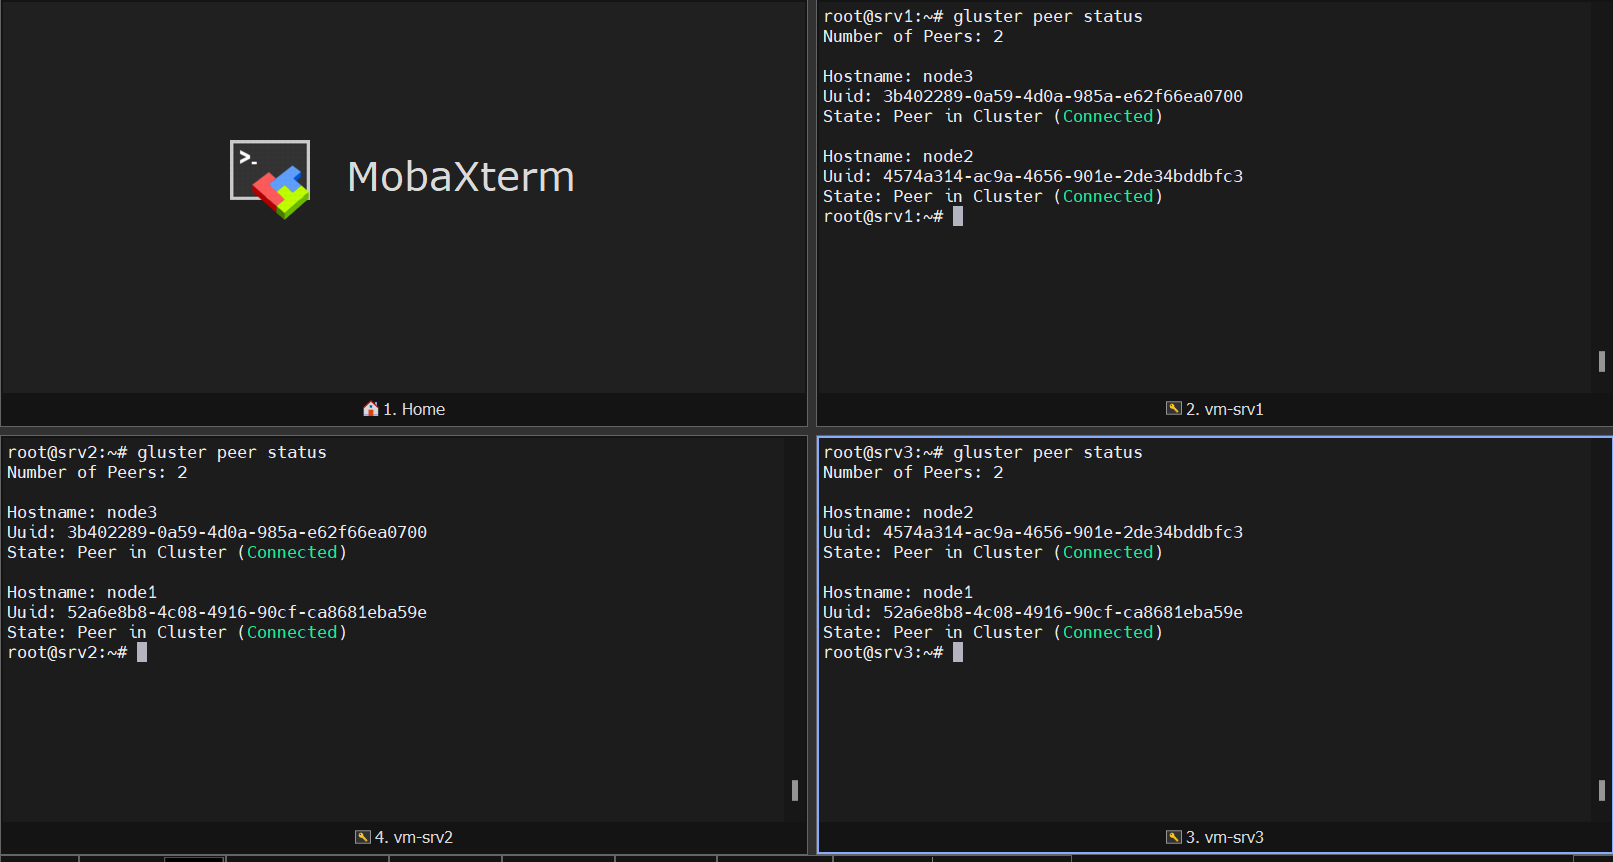 >_
MobaXterm
1. Home
root@srv1:~# gluster peer status
Number of Peers: 2
Hostname: node3
Uuid: 3b402289-0a59-4d0a-985a-e62f66ea0700
State: Peer in Cluster (Connected)
Hostname: node2
Uuid: 4574a314-ac9a-4656-901e-2de34bddbfc3
State: Peer in Cluster (Connected)
root@srv1:~#
2. vm-srv1
root@srv2:~# gluster peer status
Number of Peers: 2
Hostname: node3
Uuid: 3b402289-0a59-4d0a-985a-e62f66ea0700
State: Peer in Cluster (Connected)
Hostname: node1
Uuid: 52a6e8b8-4c08-4916-90cf-ca8681eba59e
State: Peer in Cluster (Connected)
root@srv2:~#
4. vm-srv2
root@srv3:~# gluster peer status
Number of Peers: 2
Hostname: node2
Uuid: 4574a314-ac9a-4656-901e-2de34bddbfc3
State: Peer in Cluster (Connected)
Hostname: node1
Uuid: 52a6e8b8-4c08-4916-90cf-ca8681eba59e
State: Peer in Cluster (Connected)
root@srv3:~#
3. vm-srv3